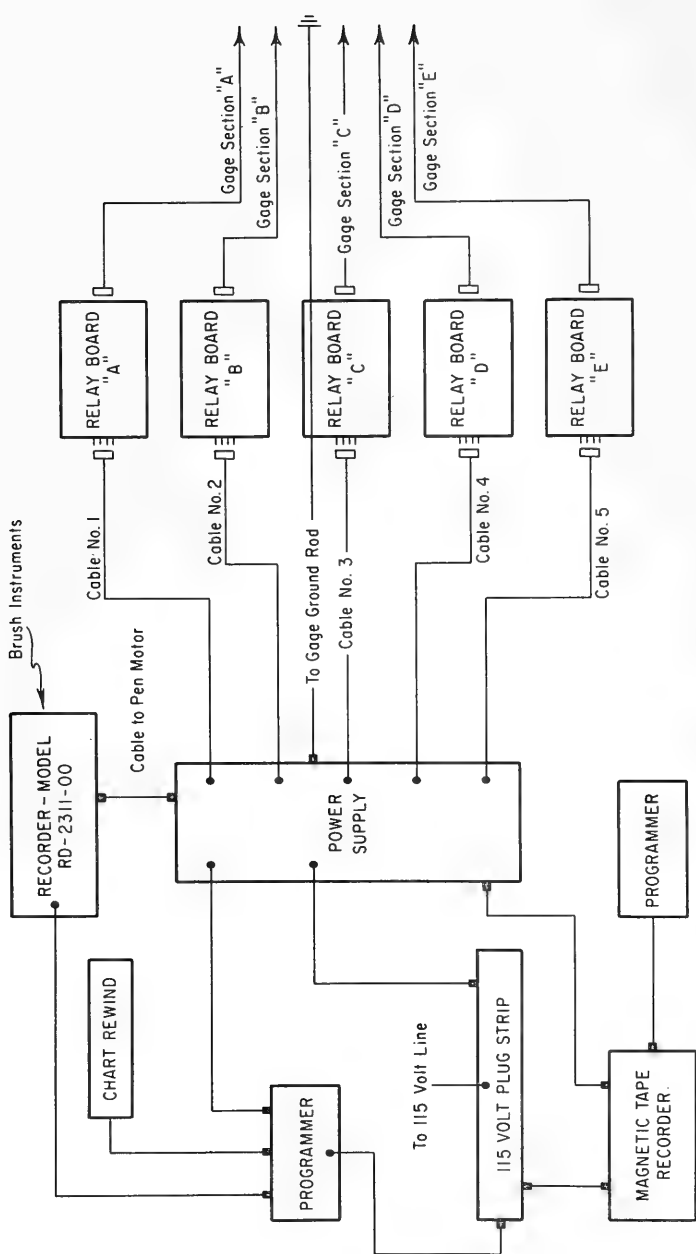 Brush Instruments
RECORDER-MODEL
RD-2311-00
CHART REWIND
Cable to Pen Motor
PROGRAMMER
POWER
SUPPLY
To 115 Volt Line
115 VOLT PLUG STRIP
MAGNETIC TAPE
RECORDER.
PROGRAMMER
Cable No. 1
Cable No. 2
To Gage Ground Rod
Cable No. 3
Cable No. 4
Cable No. 5
RELAY BOARD
"A"
RELAY BOARD
"B"
RELAY BOARD
"C"
RELAY BOARD
"D"
RELAY BOARD
"E"
Gage Section "A"
Gage Section "B"
Gage Section "C"
Gage Section "D"
Gage Section "E"